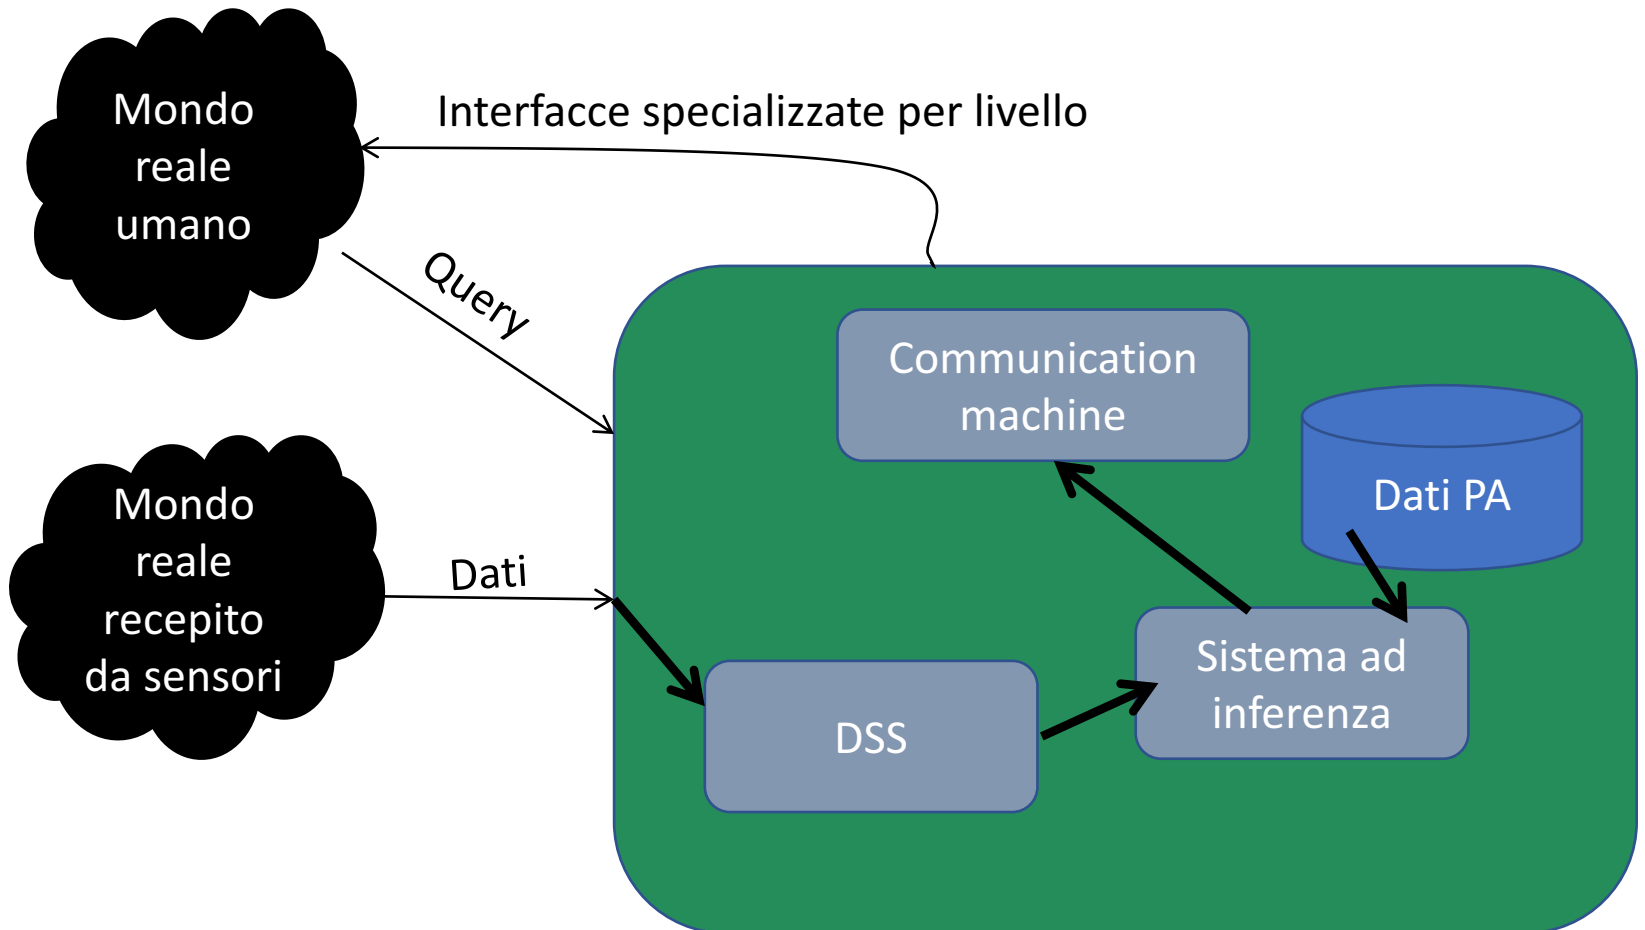 Mondo
reale
umano
Interfacce specializzate per livello
Query
Communication
machine
Dati PA
Mondo
reale
recepito
da sensori
Dati
Sistema ad
inferenza
DSS